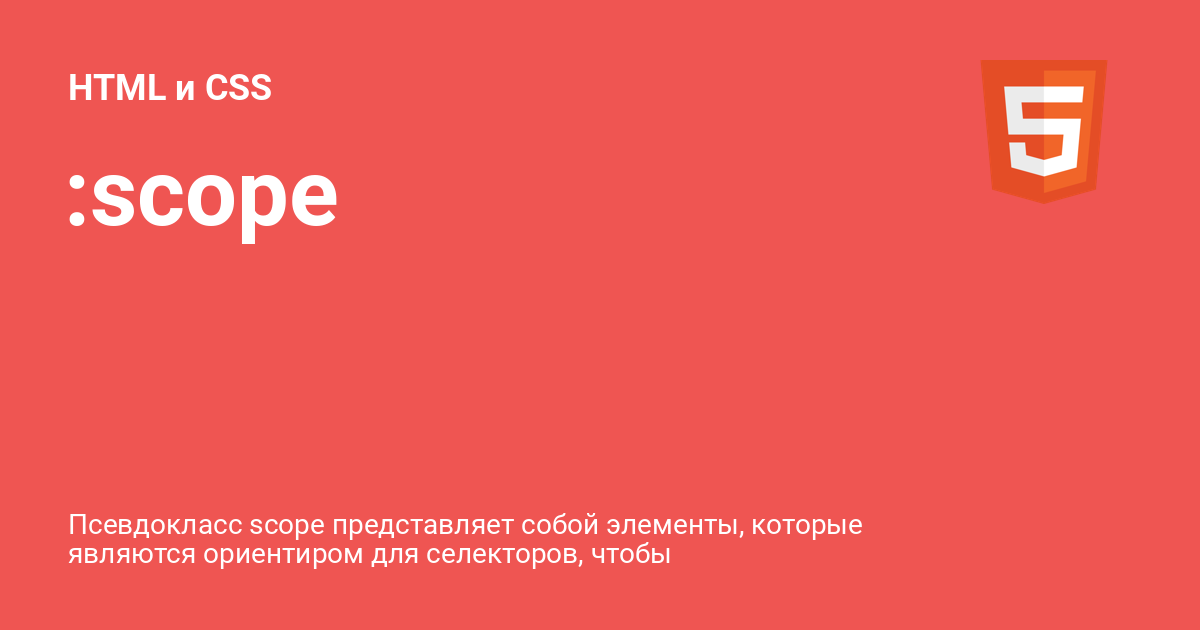 HTML и CSS
:scope
Псевдокласс scope представляет собой элементы, которые
являются ориентиром для селекторов, чтобы